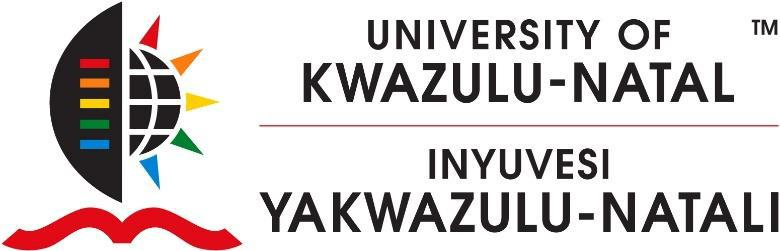 UNIVERSITY OF ™
KWAZULU-NATAL
INYUVESI
YAKWAZULU-NATALI